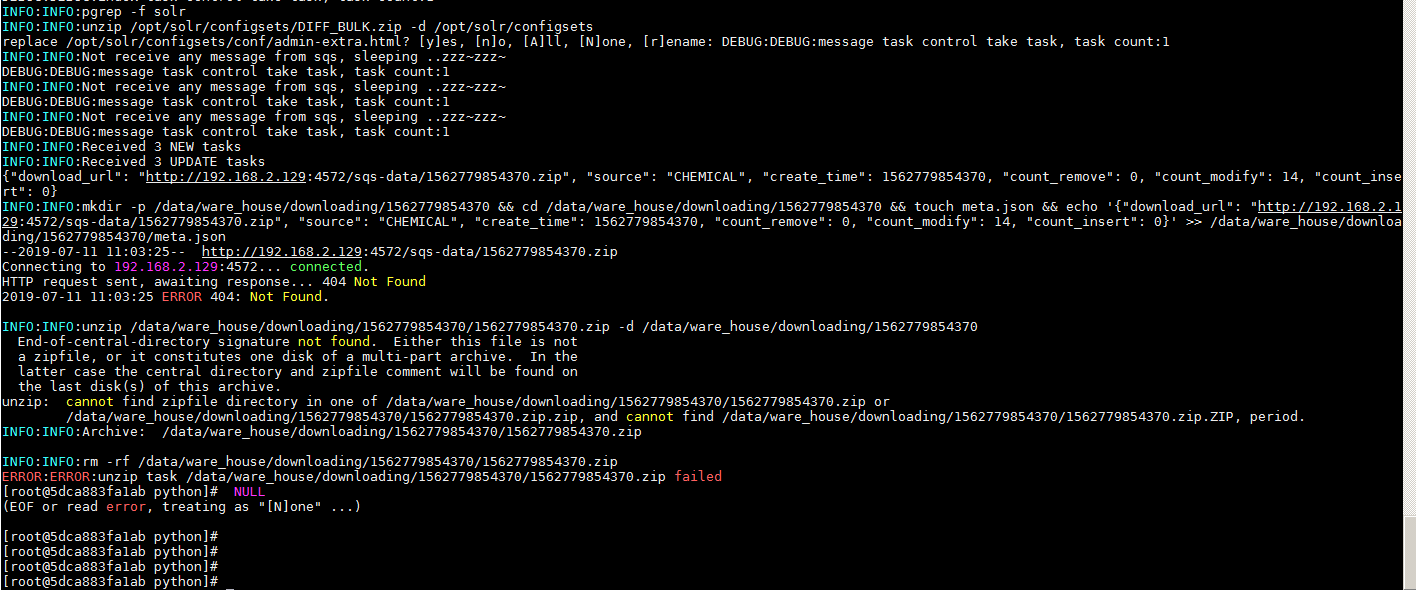 INFO:INFO:pgrep -f solr
INFO:INFO:unzip /opt/solr/configsets/DIFF_BULK.zip -d /opt/solr/configsets
replace /opt/solr/configsets/conf/admin-extra.html? [y]es, [n]o, [A]ll, [N]one, [r]ename: DEBUG:DEBUG:message task control take task, task count:1
INFO:INFO:Not receive any message from sqs, sleeping ..zzz~zzz~
DEBUG:DEBUG:message task control take task, task count:1
INFO:INFO:Not receive any message from sqs, sleeping ..zzz~zzz~
DEBUG:DEBUG:message task control take task, task count:1
INFO:INFO:Not receive any message from sqs, sleeping ..zzz~zzz~
DEBUG:DEBUG:message task control take task, task count:1
INFO:INFO:Received 3 NEW tasks
INFO:INFO:Received 3 UPDATE tasks
{"download_url": "http://192.168.2.129:4572/sqs-data/1562779854370.zip", "source": "CHEMICAL", "create_time": 1562779854370, "count_remove": 0, "count_modify": 14, "count_inse
rt": 0}
INFO:INFO:mkdir -p /data/ware_house/downloading/1562779854370 && cd /data/ware_house/downloading/1562779854370 && touch meta.json && echo '{"download_url": "http://192.168.2.1
29:4572/sqs-data/1562779854370.zip", "source": "CHEMICAL", "create_time": 1562779854370, "count_remove": 0, "count_modify": 14, "count_insert": 0}' >> /data/ware_house/downloa
ding/1562779854370/meta.json
--2019-07-11 11:03:25--  http://192.168.2.129:4572/sqs-data/1562779854370.zip
Connecting to 192.168.2.129:4572... connected.
HTTP request sent, awaiting response... 404 Not Found
2019-07-11 11:03:25 ERROR 404: Not Found.
INFO:INFO:unzip /data/ware_house/downloading/1562779854370/1562779854370.zip -d /data/ware_house/downloading/1562779854370
  End-of-central-directory signature not found.  Either this file is not
  a zipfile, or it constitutes one disk of a multi-part archive.  In the
  latter case the central directory and zipfile comment will be found on
  the last disk(s) of this archive.
unzip:  cannot find zipfile directory in one of /data/ware_house/downloading/1562779854370/1562779854370.zip or
        /data/ware_house/downloading/1562779854370/1562779854370.zip.zip, and cannot find /data/ware_house/downloading/1562779854370/1562779854370.zip.ZIP, period.
INFO:INFO:Archive:  /data/ware_house/downloading/1562779854370/1562779854370.zip
INFO:INFO:rm -rf /data/ware_house/downloading/1562779854370/1562779854370.zip
ERROR:ERROR:unzip task /data/ware_house/downloading/1562779854370/1562779854370.zip failed
[root@5dca883fa1ab python]#  NULL
(EOF or read error, treating as "[N]one" ...)
[root@5dca883fa1ab python]#
[root@5dca883fa1ab python]#
[root@5dca883fa1ab python]#
[root@5dca883fa1ab python]# _